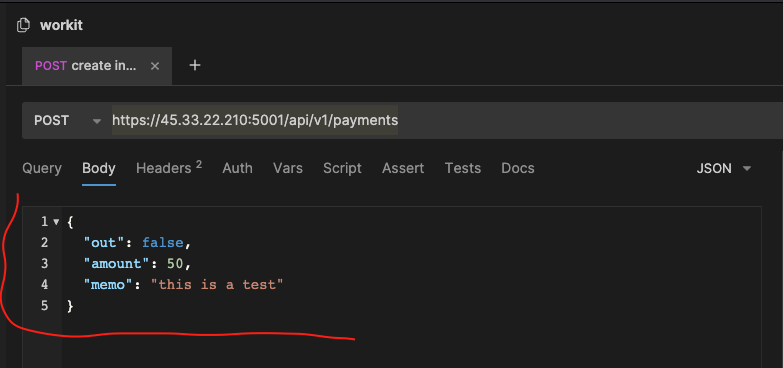 workit
POST create in... × +
POST https://45.33.22.210:5001/api/v1/payments
Query Body Headers 2 Auth Vars Script Assert Tests Docs JSON
1 {
2 "out": false,
3 "amount": 50,
4 "memo": "this is a test"
5 }